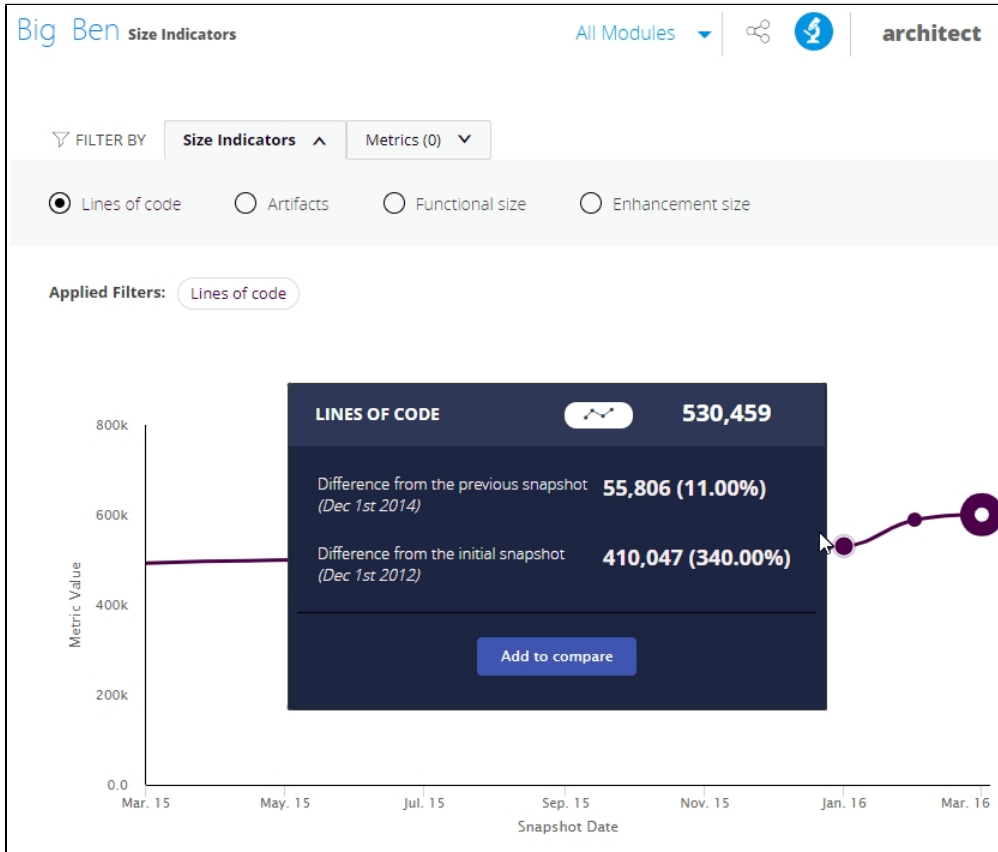 Big Ben Size Indicators
All Modules
architect
FILTER BY
Size Indicators
Metrics (0)
Lines of code
Artifacts
Functional size
Enhancement size
Applied Filters:
Lines of code
LINES OF CODE
530,459
Difference from the previous snapshot
(Dec 1st 2014)
55,806 (11.00%)
Difference from the initial snapshot
(Dec 1st 2012)
410,047 (340.00%)
Add to compare
Metric Value
800k
600k
400k
200k
0.0
Mar. 15
May. 15
Jul. 15
Sep. 15
Nov. 15
Jan. 16
Mar. 16
Snapshot Date